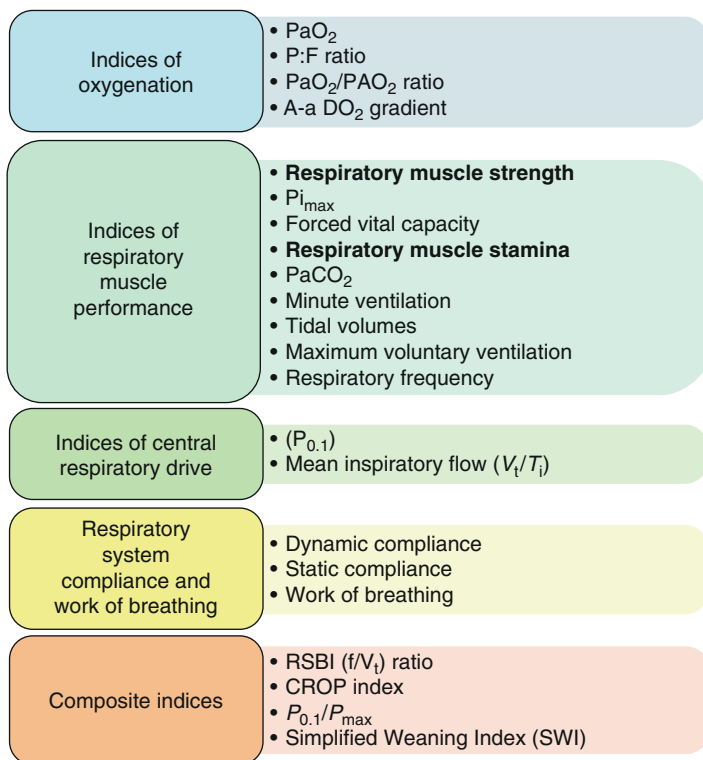 Indices of
oxygenation
• PaO₂
• P:F ratio
• PaO₂/PAO₂ ratio
• A-a DO₂ gradient
Indices of
respiratory
muscle
performance
• Respiratory muscle strength
• Pi max
• Forced vital capacity
• Respiratory muscle stamina
• PaCO₂
• Minute ventilation
• Tidal volumes
• Maximum voluntary ventilation
• Respiratory frequency
Indices of central
respiratory drive
• (P0.1)
• Mean inspiratory flow (Vt/Ti)
Respiratory
system
compliance and
work of breathing
• Dynamic compliance
• Static compliance
• Work of breathing
Composite indices
• RSBI (f/Vt) ratio
• CROP index
• P0.1/Pmax
• Simplified Weaning Index (SWI)